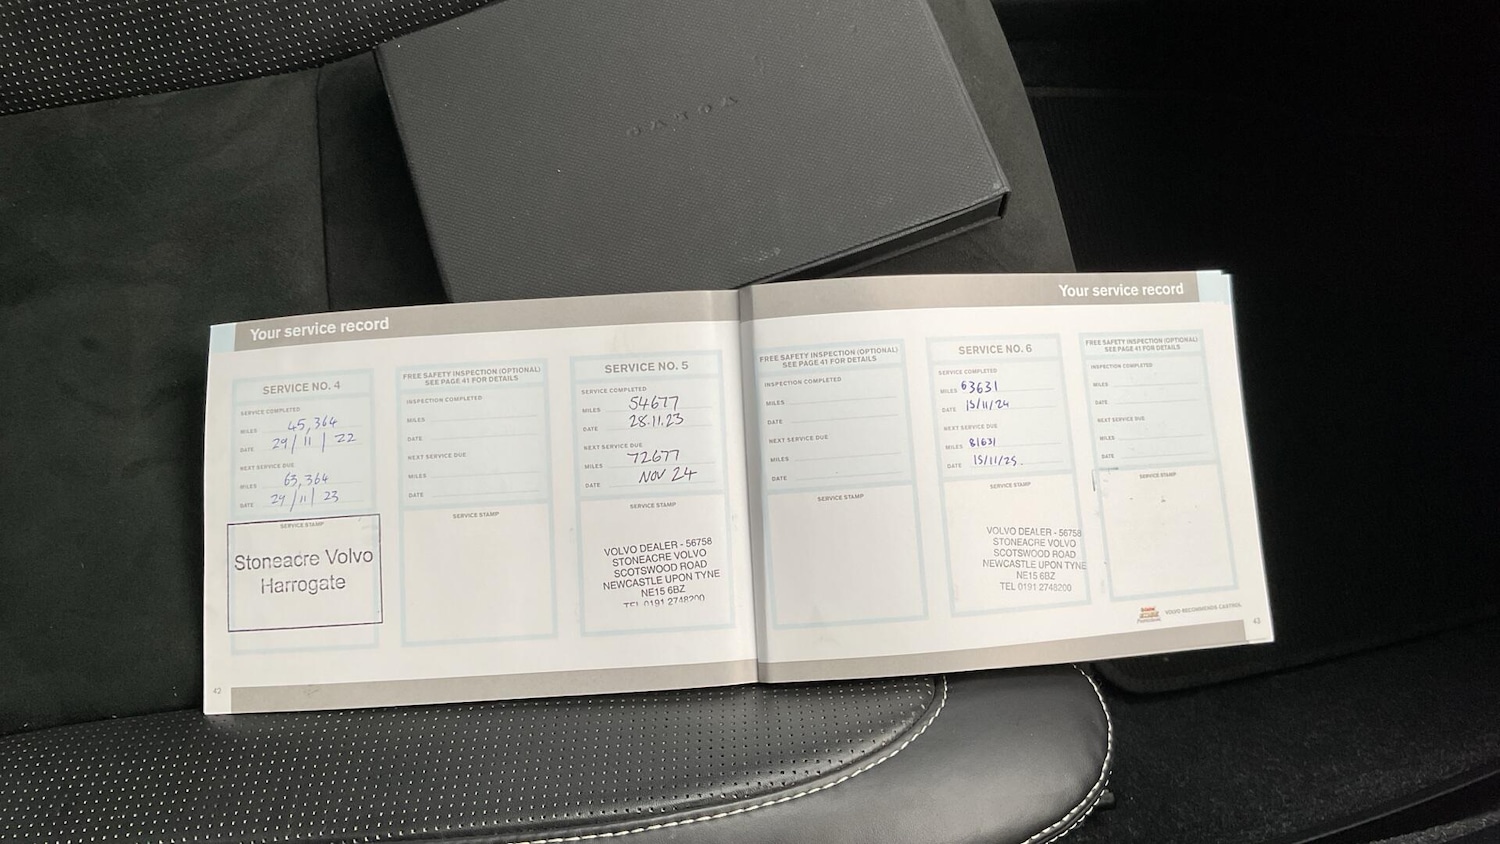 VOLVO
Your service record
SERVICE NO. 4
SERVICE COMPLETED
MILES 45,364
DATE 29/11/22
NEXT SERVICE DUE
MILES 63,364
DATE 29/11/23
SERVICE STAMP
Stoneacre Volvo
Harrogate
FREE SAFETY INSPECTION (OPTIONAL)
SEE PAGE 41 FOR DETAILS
INSPECTION COMPLETED
MILES
DATE
NEXT SERVICE DUE
MILES
DATE
SERVICE STAMP
SERVICE NO. 5
SERVICE COMPLETED
MILES 54677
DATE 28.11.23
NEXT SERVICE DUE
MILES 72677
DATE NOV 24
SERVICE STAMP
VOLVO DEALER - 56758
STONEACRE VOLVO
SCOTSWOOD ROAD
NEWCASTLE UPON TYNE
NE15 6BZ
TEL 0191 2748200
42
Your service record
FREE SAFETY INSPECTION (OPTIONAL)
SEE PAGE 41 FOR DETAILS
INSPECTION COMPLETED
MILES
DATE
NEXT SERVICE DUE
MILES
DATE
SERVICE STAMP
SERVICE NO. 6
SERVICE COMPLETED
MILES 63631
DATE 15/11/24
NEXT SERVICE DUE
MILES 81631
DATE 15/11/25.
SERVICE STAMP
VOLVO DEALER - 56758
STONEACRE VOLVO
SCOTSWOOD ROAD
NEWCASTLE UPON TYNE
NE15 6BZ
TEL 0191 2748200
FREE SAFETY INSPECTION (OPTIONAL)
SEE PAGE 41 FOR DETAILS
INSPECTION COMPLETED
MILES
DATE
NEXT SERVICE DUE
MILES
DATE
SERVICE STAMP
VOLVO RECOMMENDS CASTROL
43